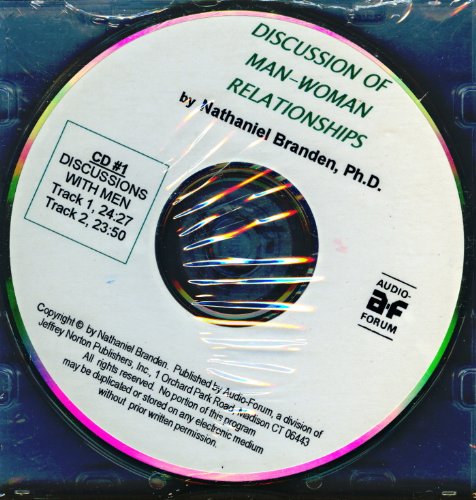 DISCUSSION OF
MAN-WOMAN
RELATIONSHIPS
by Nathaniel Branden, Ph.D.
CD #1
DISCUSSIONS
WITH MEN
Track 1, 24:27
Track 2, 23:50
AUDIO-
a-f
FORUM
Copyright © by Nathaniel Branden. Published by Audio-Forum, a division of
Jeffrey Norton Publishers, Inc., 1 Orchard Park Road, Madison CT 06443
All rights reserved. No portion of this program
may be duplicated or stored on any electronic medium
without prior written permission.